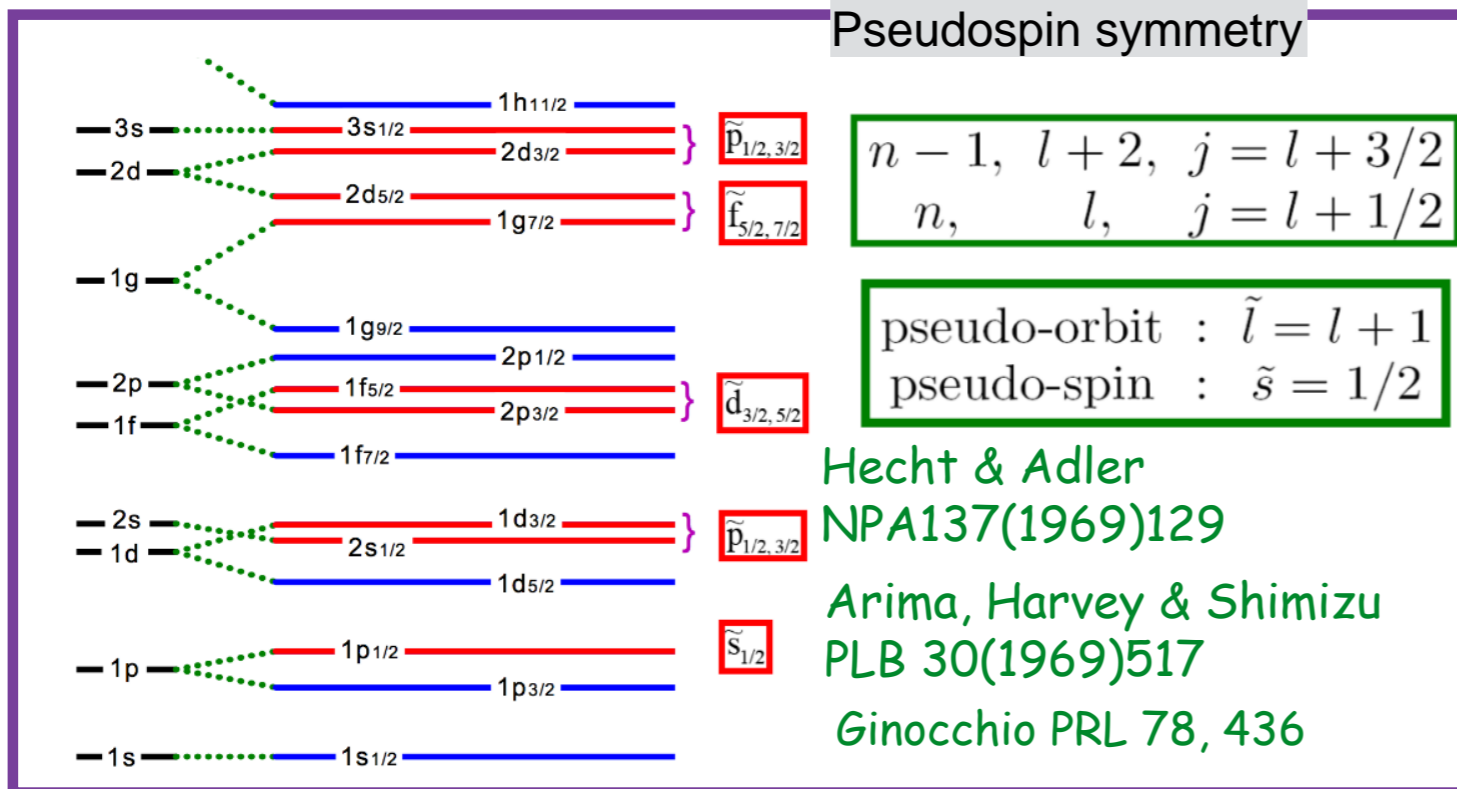 Pseudospin symmetry
1h11/2
3s
3s1/2
2d3/2
p̃1/2, 3/2
2d
2d5/2
1g7/2
f̃5/2, 7/2
1g
1g9/2
2p1/2
2p
1f5/2
2p3/2
d̃3/2, 5/2
1f
1f7/2
2s
1d3/2
2s1/2
p̃1/2, 3/2
1d
1d5/2
1p1/2
s̃1/2
1p
1p3/2
1s
1s1/2
n − 1, l + 2, j = l + 3/2
n, l, j = l + 1/2
pseudo-orbit : l̃ = l + 1
pseudo-spin : s̃ = 1/2
Hecht & Adler
NPA137(1969)129
Arima, Harvey & Shimizu
PLB 30(1969)517
Ginocchio PRL 78, 436